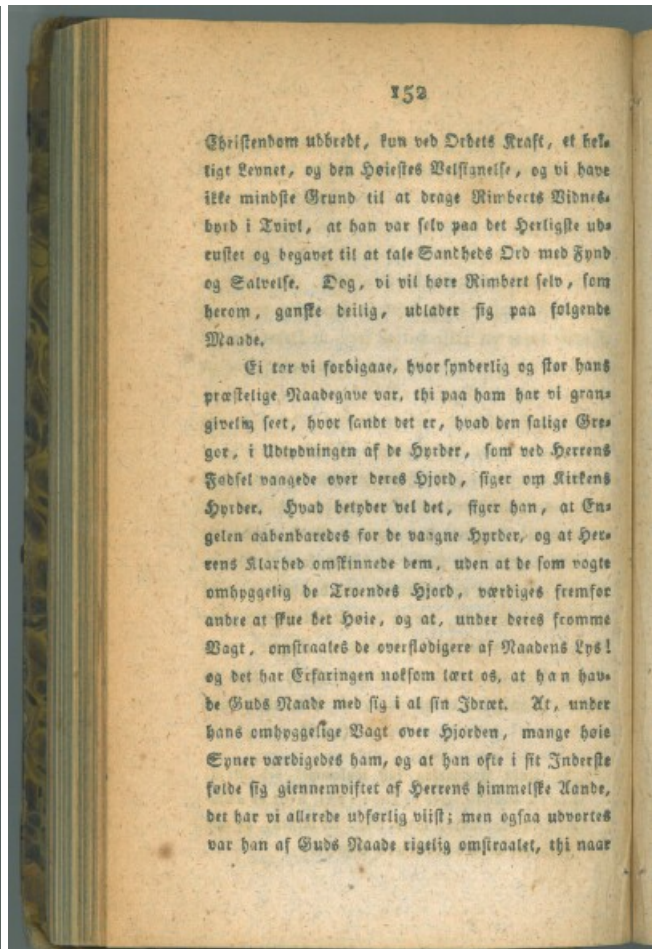 152
Christendom udbredt, kun ved Ordets Kraft, et hel-
ligt Levnet, og den Høiestes Velsignelse, og vi have
ikke mindste Grund til at drage Rimberts Vidnes-
byrd i Tvivl, at han var selv paa det Herligste ud-
rustet og begavet til at tale Sandheds Ord med Fynd
og Salvelse. Dog, vi vil høre Rimbert selv, som
herom, ganske deilig, udlader sig paa følgende
Maade.
Ei tør vi forbigaae, hvor synderlig og stor hans
præstelige Naadegave var, thi paa ham har vi gran-
givelig seet, hvor sandt det er, hvad den salige Gre-
gor, i Udtydningen af de Hyrder, som ved Herrens
Fødsel vaagede over deres Hjord, siger om Kirkens
Hyrder. Hvad betyder vel det, siger han, at En-
gelen aabenbaredes for de vaagne Hyrder, og at Her-
rens Klarhed omskinnede dem, uden at de som vogte
omhyggelig de Troendes Hjord, værdiges fremfor
andre at skue det Høie, og at, under deres fromme
Vagt, omstraales de overflødigere af Naadens Lys!
og det har Erfaringen noksom lært os, at han hav-
de Guds Naade med sig i al sin Idræt. At, under
hans omhyggelige Vagt over Hjorden, mange høie
Syner værdigedes ham, og at han ofte i sit Inderste
følde sig giennemviftet af Herrens himmelske Aande,
det har vi allerede udførlig viist; men ogsaa udvortes
var han af Guds Naade rigelig omstraalet, thi naar